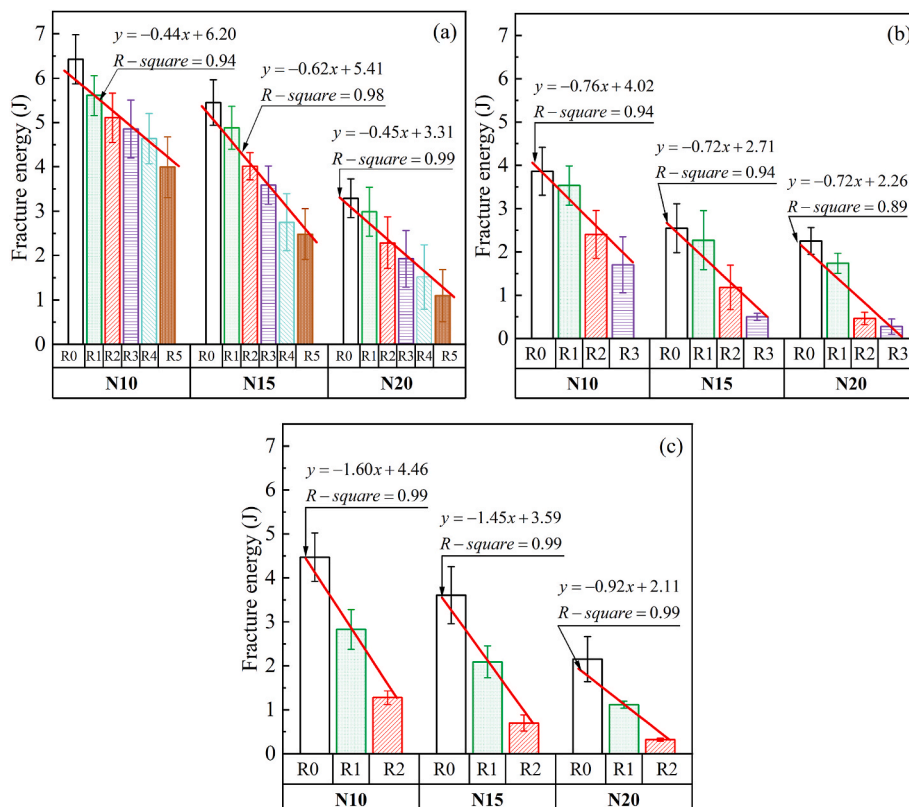 (a)
y = −0.44x + 6.20
R − square = 0.94
y = −0.62x + 5.41
R − square = 0.98
y = −0.45x + 3.31
R − square = 0.99
Fracture energy (J)
7
6
5
4
3
2
1
0
R0 R1 R2 R3 R4 R5 R0 R1 R2 R3 R4 R5 R0 R1 R2 R3 R4 R5
N10 N15 N20
(b)
y = −0.76x + 4.02
R − square = 0.94
y = −0.72x + 2.71
R − square = 0.94
y = −0.72x + 2.26
R − square = 0.89
Fracture energy (J)
7
6
5
4
3
2
1
0
R0 R1 R2 R3 R0 R1 R2 R3 R0 R1 R2 R3
N10 N15 N20
(c)
y = −1.60x + 4.46
R − square = 0.99
y = −1.45x + 3.59
R − square = 0.99
y = −0.92x + 2.11
R − square = 0.99
Fracture energy (J)
7
6
5
4
3
2
1
0
R0 R1 R2 R0 R1 R2 R0 R1 R2
N10 N15 N20